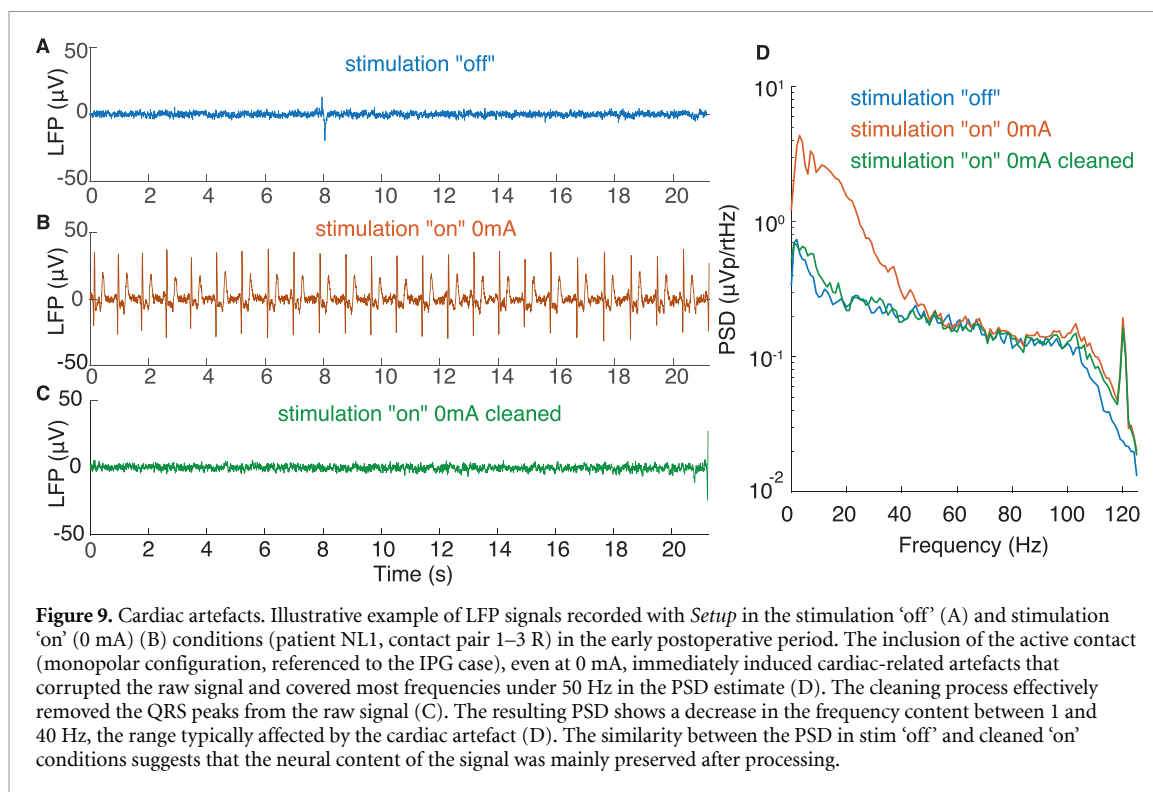 A
50
0
-50
LFP (µV)
stimulation "off"
0 2 4 6 8 10 12 14 16 18 20
B
50
0
-50
LFP (µV)
stimulation "on" 0mA
0 2 4 6 8 10 12 14 16 18 20
C
50
0
-50
LFP (µV)
stimulation "on" 0mA cleaned
0 2 4 6 8 10 12 14 16 18 20
Time (s)
D
stimulation "off"
stimulation "on" 0mA
stimulation "on" 0mA cleaned
10¹
10⁰
10⁻¹
10⁻²
PSD (µVp/rtHz)
0 20 40 60 80 100 120
Frequency (Hz)
Figure 9. Cardiac artefacts. Illustrative example of LFP signals recorded with Setup in the stimulation ‘off’ (A) and stimulation
‘on’ (0 mA) (B) conditions (patient NL1, contact pair 1–3 R) in the early postoperative period. The inclusion of the active contact
(monopolar configuration, referenced to the IPG case), even at 0 mA, immediately induced cardiac-related artefacts that
corrupted the raw signal and covered most frequencies under 50 Hz in the PSD estimate (D). The cleaning process effectively
removed the QRS peaks from the raw signal (C). The resulting PSD shows a decrease in the frequency content between 1 and
40 Hz, the range typically affected by the cardiac artefact (D). The similarity between the PSD in stim ‘off’ and cleaned ‘on’
conditions suggests that the neural content of the signal was mainly preserved after processing.